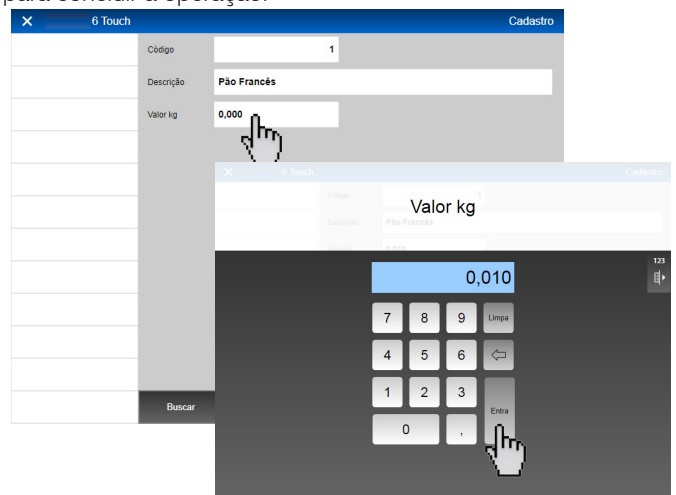 para concluir a operação.
6 Touch Cadastro
Código 1
Descrição Pão Francês
Valor kg 0,000
6 Touch Cadastro
Código 1
Valor kg
Descrição Pão Francês
0,010
123
0,010
7 8 9 Limpa
4 5 6
1 2 3
Entra
0 ,
Buscar